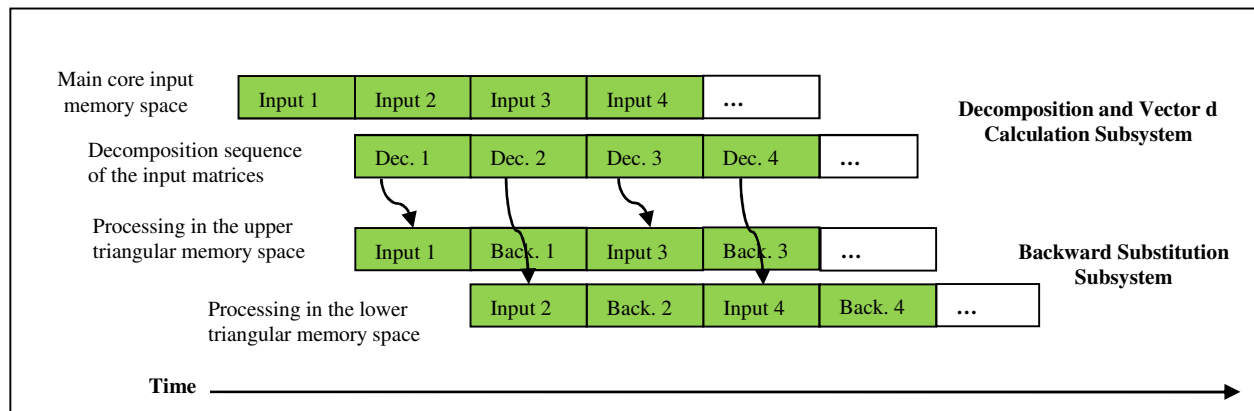 Main core input
memory space
Input 1 Input 2 Input 3 Input 4 ...
Decomposition and Vector d
Calculation Subsystem
Decomposition sequence
of the input matrices
Dec. 1 Dec. 2 Dec. 3 Dec. 4 ...
Processing in the upper
triangular memory space
Input 1 Back. 1 Input 3 Back. 3 ...
Backward Substitution
Subsystem
Processing in the lower
triangular memory space
Input 2 Back. 2 Input 4 Back. 4 ...
Time